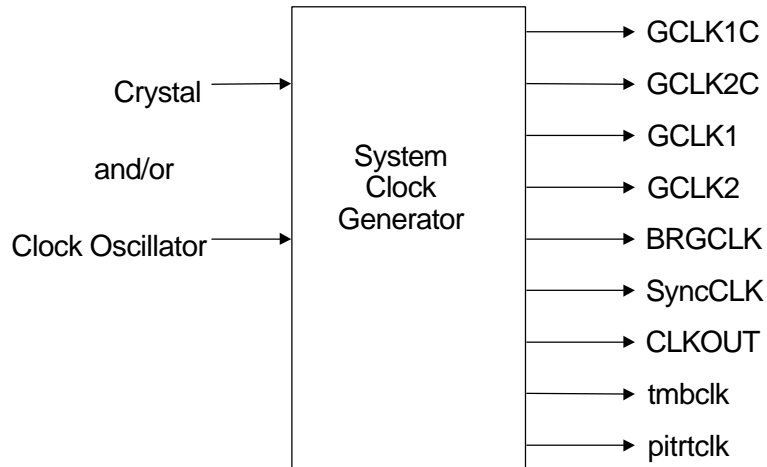 Crystal
and/or
Clock Oscillator
System
Clock
Generator
GCLK1C
GCLK2C
GCLK1
GCLK2
BRGCLK
SyncCLK
CLKOUT
tmbclk
pitrtclk